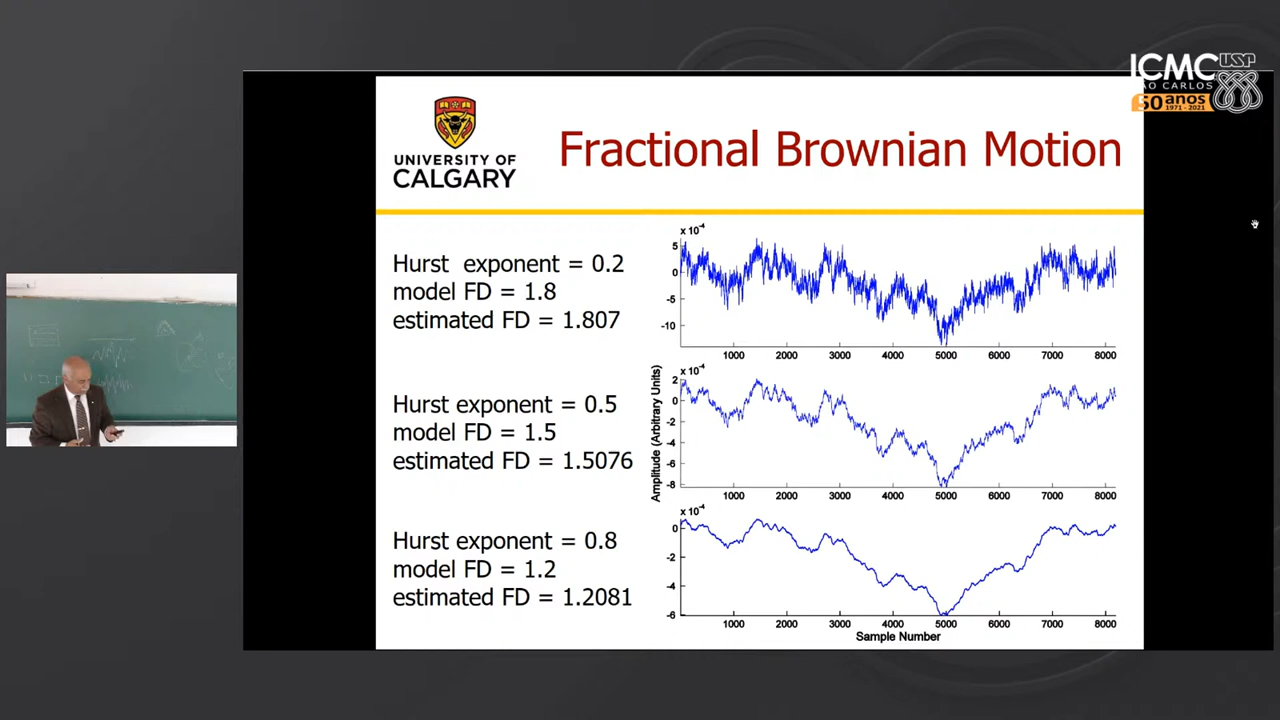 ICMC USP
SÃO CARLOS
50 anos
1971 - 2021
UNIVERSITY OF
CALGARY
Fractional Brownian Motion
Hurst exponent = 0.2
model FD = 1.8
estimated FD = 1.807
x 10⁻⁴
5
0
-5
-10
1000 2000 3000 4000 5000 6000 7000 8000
Hurst exponent = 0.5
model FD = 1.5
estimated FD = 1.5076
x 10⁻⁴
2
0
-2
-4
-6
-8
1000 2000 3000 4000 5000 6000 7000 8000
Amplitude (Arbitrary Units)
Hurst exponent = 0.8
model FD = 1.2
estimated FD = 1.2081
x 10⁻⁴
0
-2
-4
-6
1000 2000 3000 4000 5000 6000 7000 8000
Sample Number